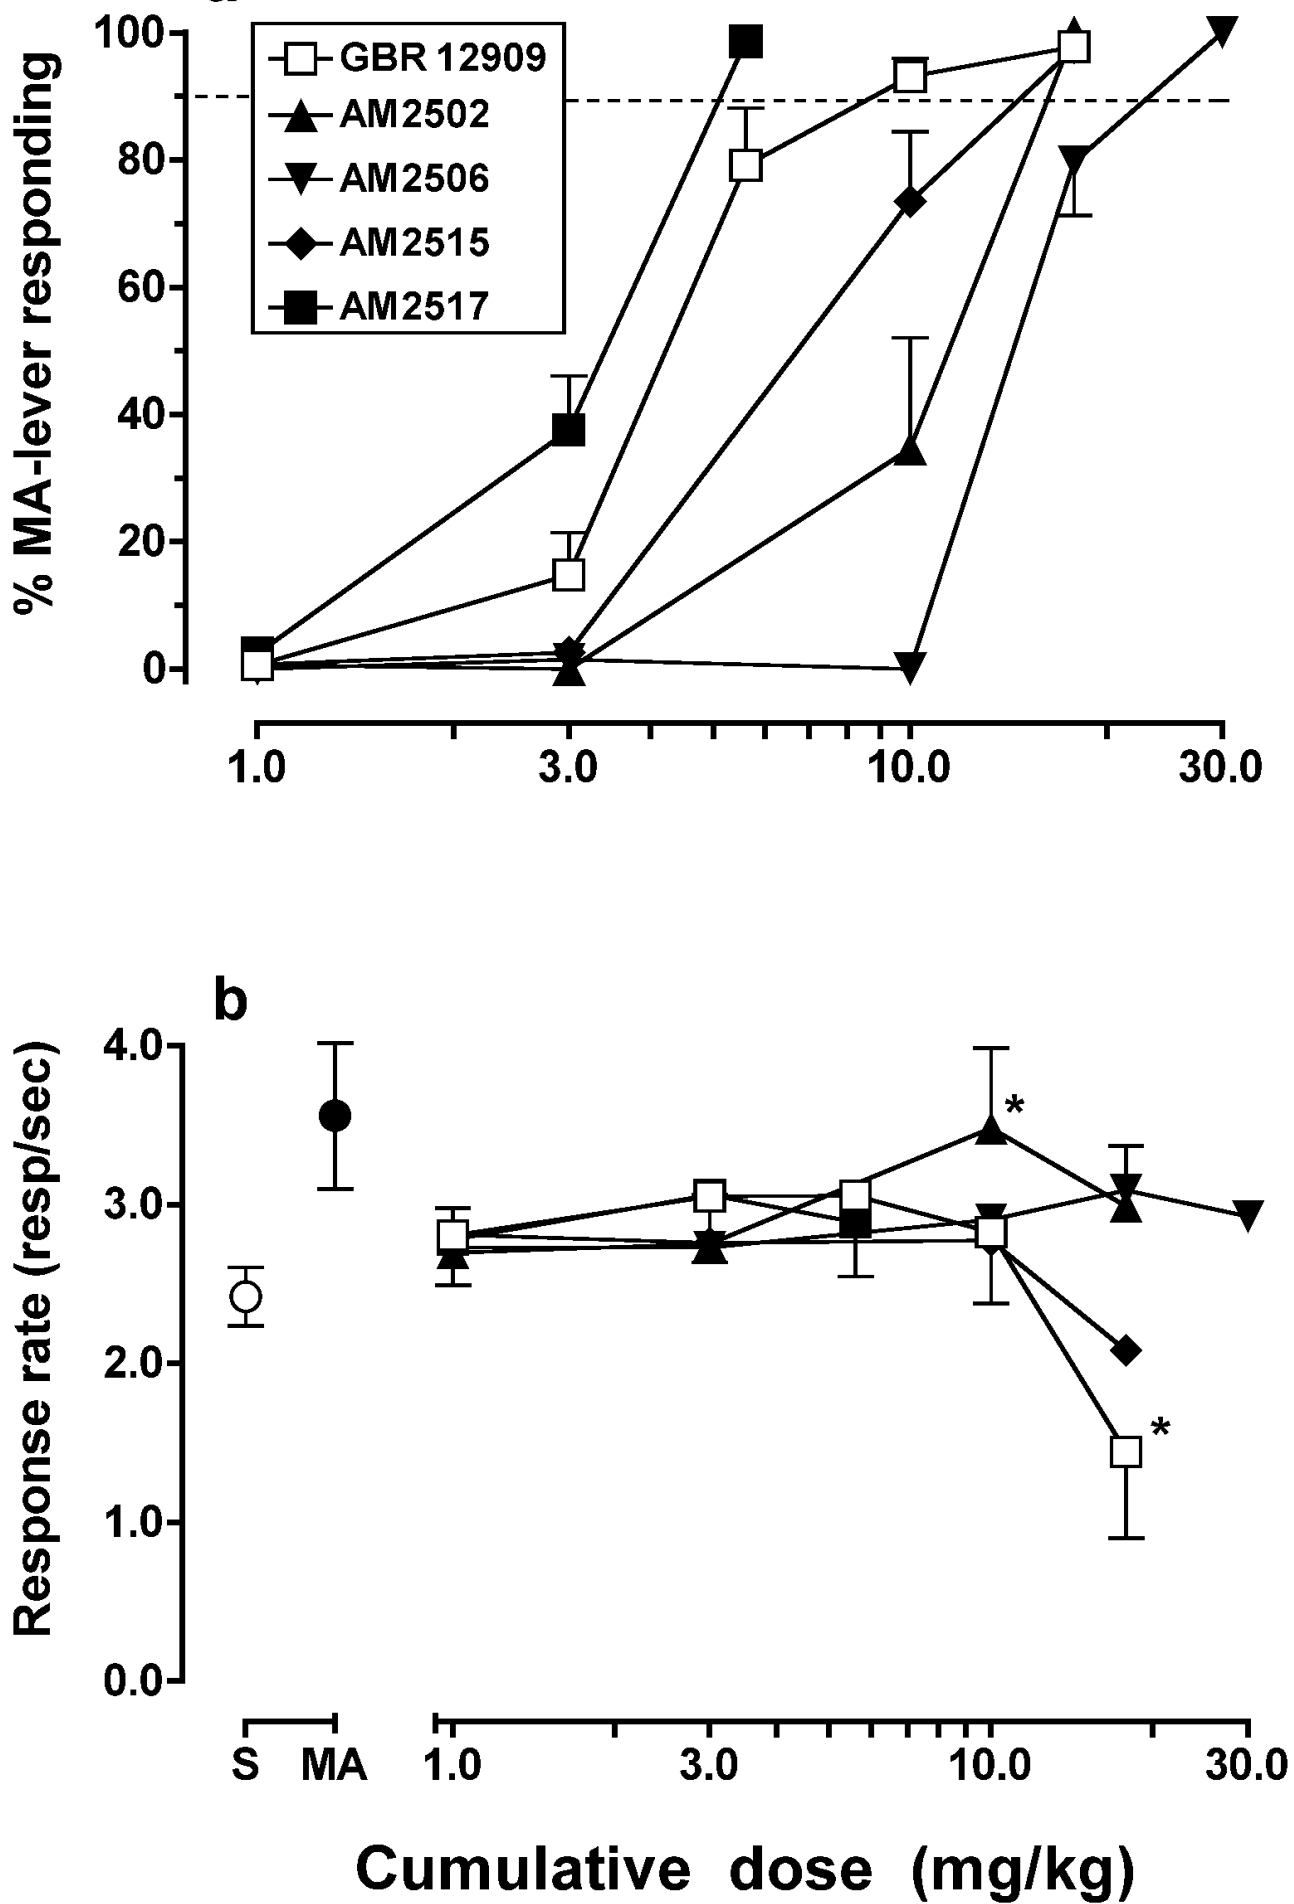 100
80
60
40
20
0
% MA-lever responding
GBR 12909
AM2502
AM2506
AM2515
AM2517
1.0 3.0 10.0 30.0
b
4.0
3.0
2.0
1.0
0.0
Response rate (resp/sec)
*
*
S MA 1.0 3.0 10.0 30.0
Cumulative dose (mg/kg)